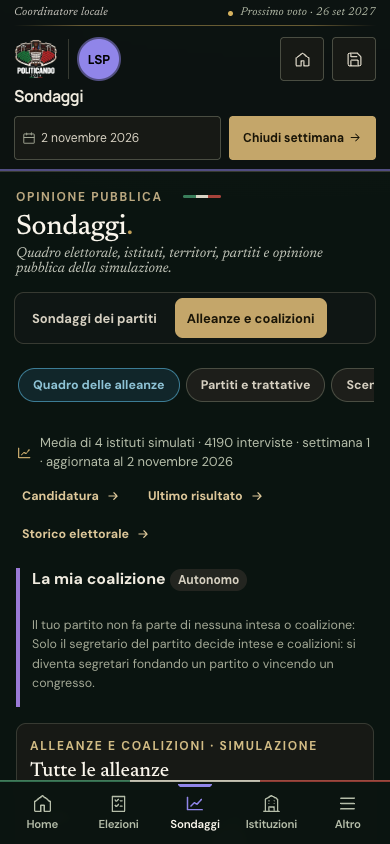 Coordinatore locale
Prossimo voto · 26 set 2027
POLITICANDO
LSP
Sondaggi
2 novembre 2026
Chiudi settimana →
OPINIONE PUBBLICA
Sondaggi.
Quadro elettorale, istituti, territori, partiti e opinione
pubblica della simulazione.
Sondaggi dei partiti
Alleanze e coalizioni
Quadro delle alleanze
Partiti e trattative
Scer
Media di 4 istituti simulati · 4190 interviste · settimana 1
· aggiornata al 2 novembre 2026
Candidatura →
Ultimo risultato →
Storico elettorale →
La mia coalizione
Autonomo
Il tuo partito non fa parte di nessuna intesa o coalizione:
Solo il segretario del partito decide intese e coalizioni: si
diventa segretari fondando un partito o vincendo un
congresso.
ALLEANZE E COALIZIONI · SIMULAZIONE
Tutte le alleanze
Home
Elezioni
Sondaggi
Istituzioni
Altro